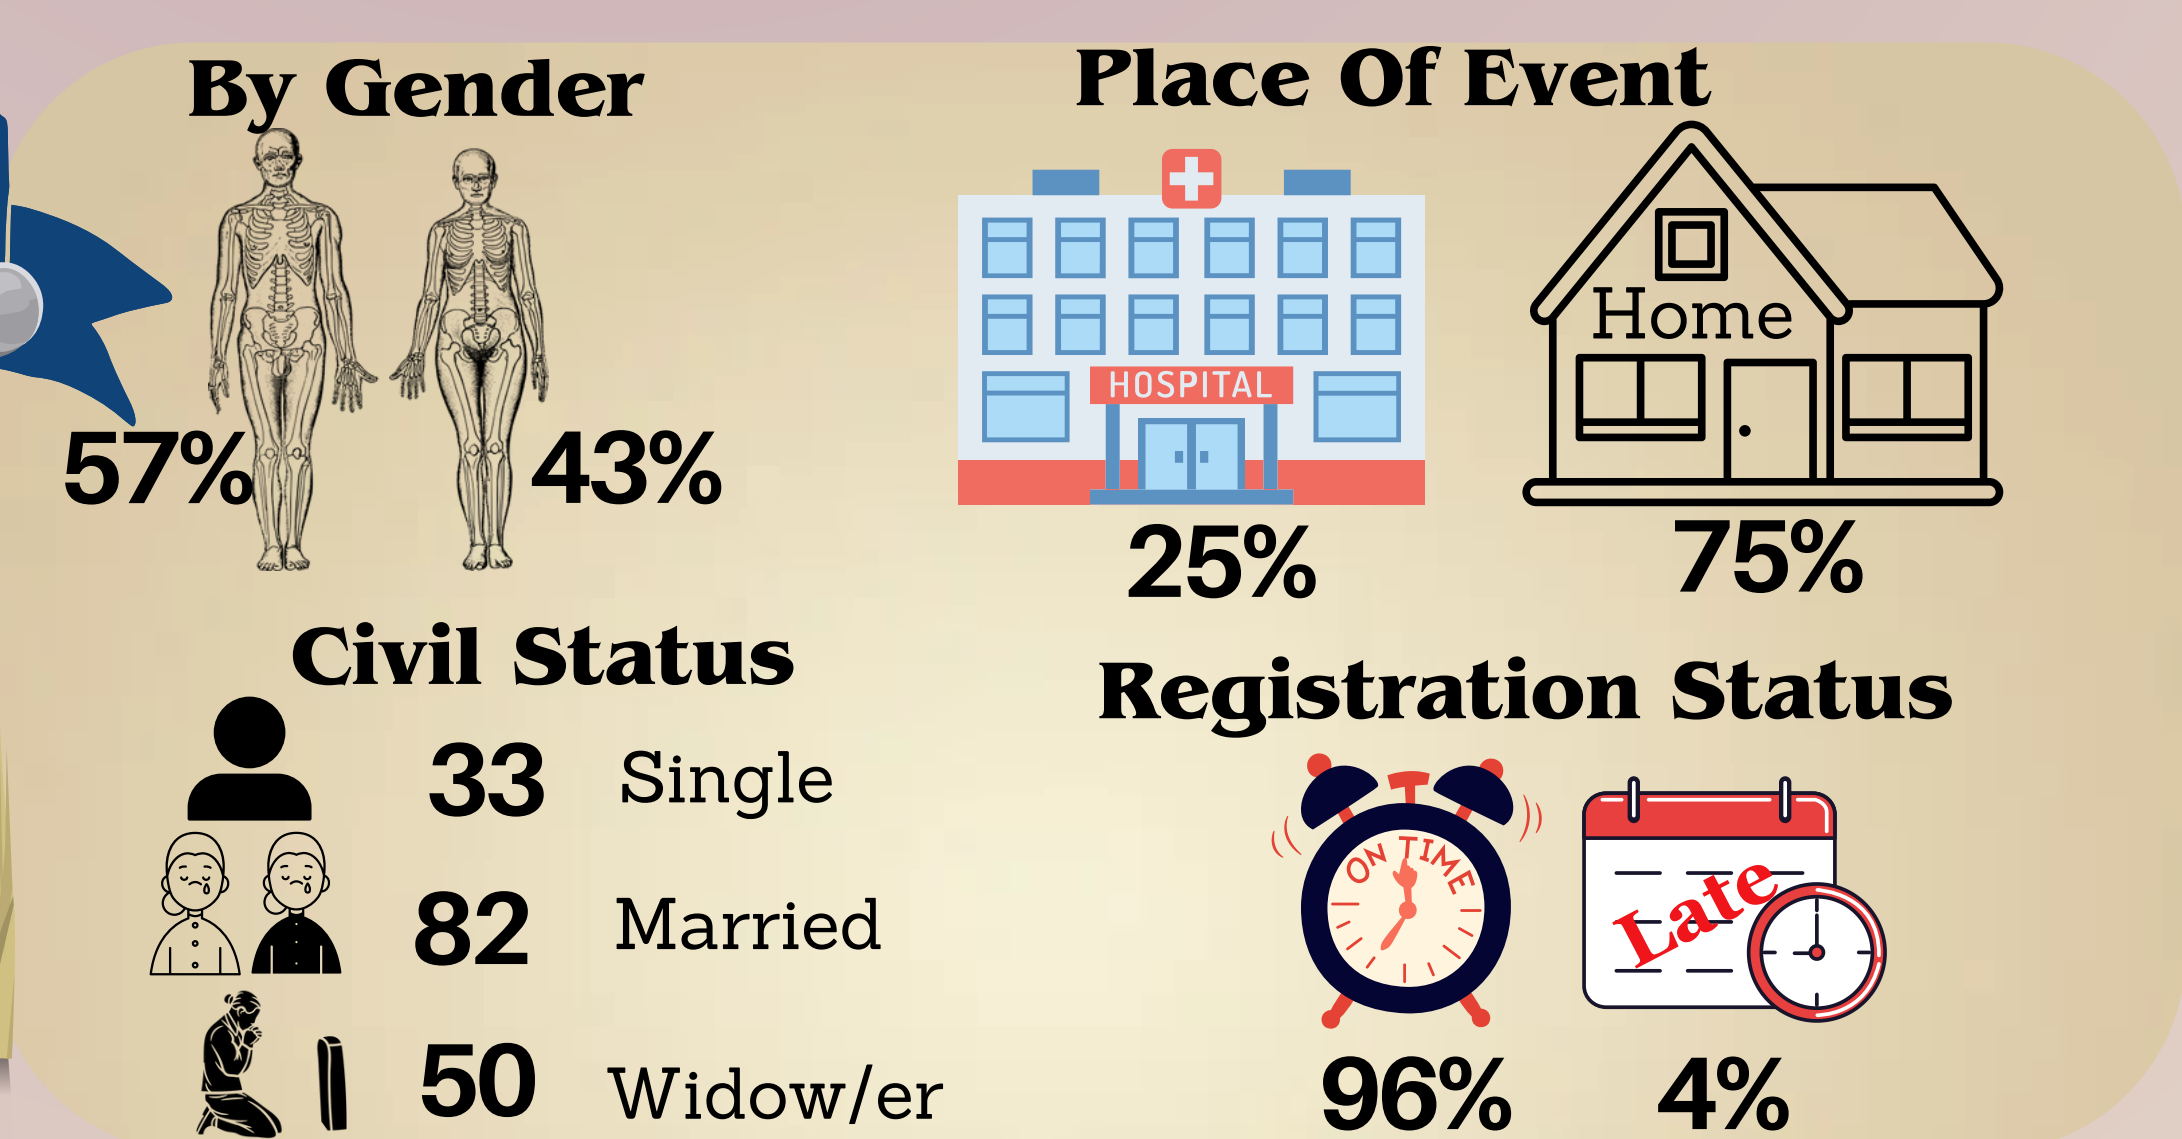 By Gender
57%
43%
Place Of Event
HOSPITAL
Home
25%
75%
Civil Status
33 Single
82 Married
50 Widow/er
Registration Status
ON TIME
Late
96%
4%